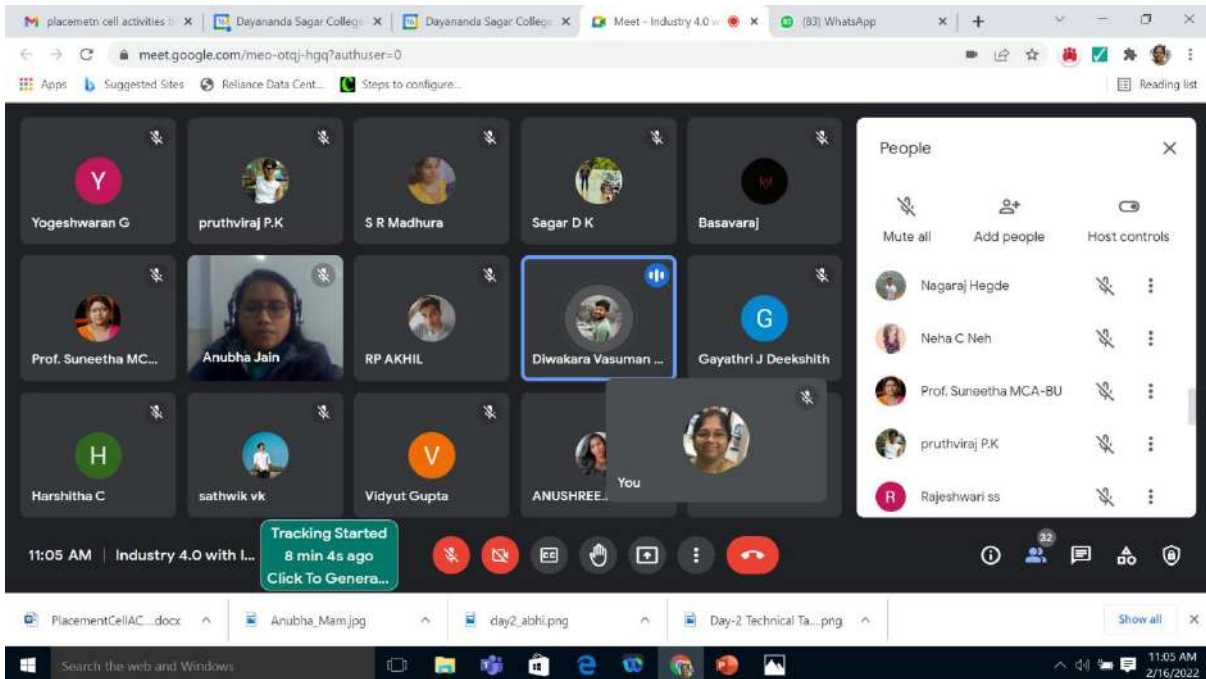 placemetn cell activities
Dayananda Sagar Colleg
Dayananda Sagar Colleg
Meet - Industry 4.0 w
(83) WhatsApp
meet.google.com/meo-otqj-hgq?authuser=0
Apps
Suggested Sites
Reliance Data Cent...
Steps to configure...
Reading list
Y
Yogeshwaran G
pruthviraj P.K
S R Madhura
Sagar D K
Basavaraj
Prof. Suneetha MC...
Anubha Jain
RP AKHIL
Diwakara Vasuman ...
G
Gayathri J Deekshith
H
Harshitha C
sathwik vk
V
Vidyut Gupta
ANUSHREE..
You
People
Mute all
Add people
Host controls
Nagaraj Hegde
Neha C Neh
Prof. Suneetha MCA-BU
pruthviraj P.K
R
Rajeshwari ss
11:05 AM | Industry 4.0 with I...
Tracking Started
8 min 4s ago
Click To Genera...
CC
32
PlacementCellAC....docx
Anubha_Mam.jpg
day2_abhi.png
Day-2 Technical Ta....png
Show all
Search the web and Windows
11:05 AM
2/16/2022